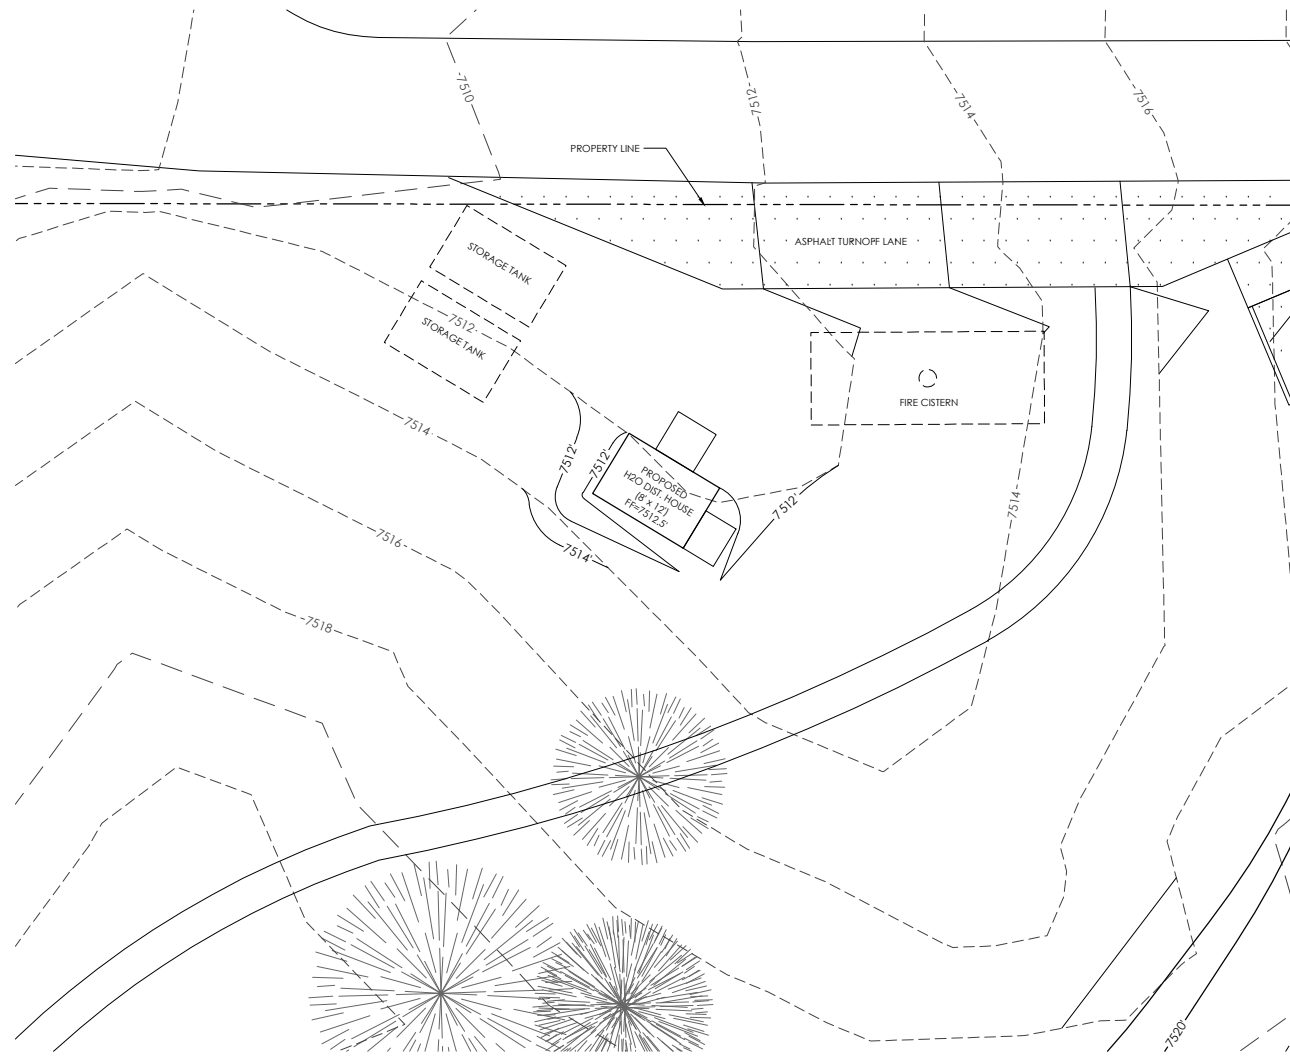 7510
7512'
7514
7516
PROPERTY LINE
ASPHALT TURNOFF LANE
STORAGE TANK
7512
STORAGE TANK
FIRE CISTERN
7514
7512'
7512'
PROPOSED
H2O DIST. HOUSE
(8' x 12')
FF=7512.5'
7512'
7514
7516
7514'
7518
7520'